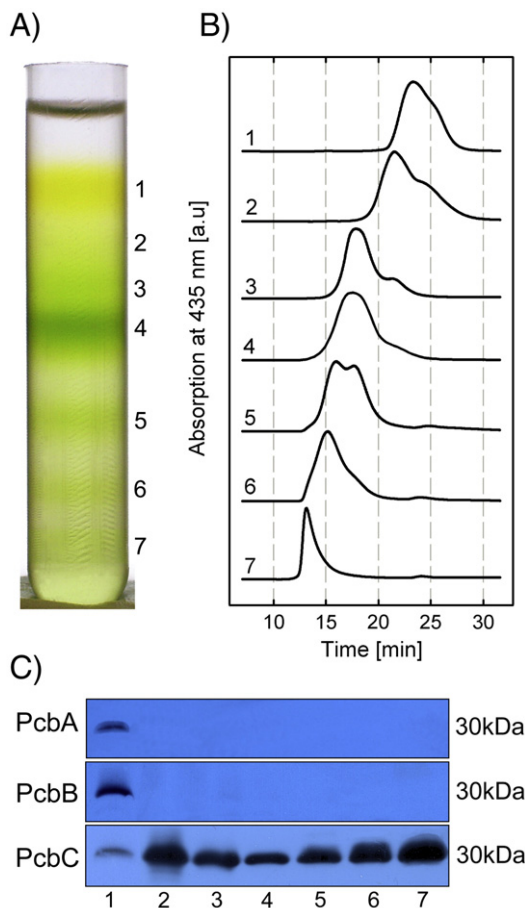 A)
1
2
3
4
5
6
7
B)
Absorption at 435 nm [a.u]
1
2
3
4
5
6
7
10 15 20 25 30
Time [min]
C)
PcbA 30kDa
PcbB 30kDa
PcbC 30kDa
1 2 3 4 5 6 7